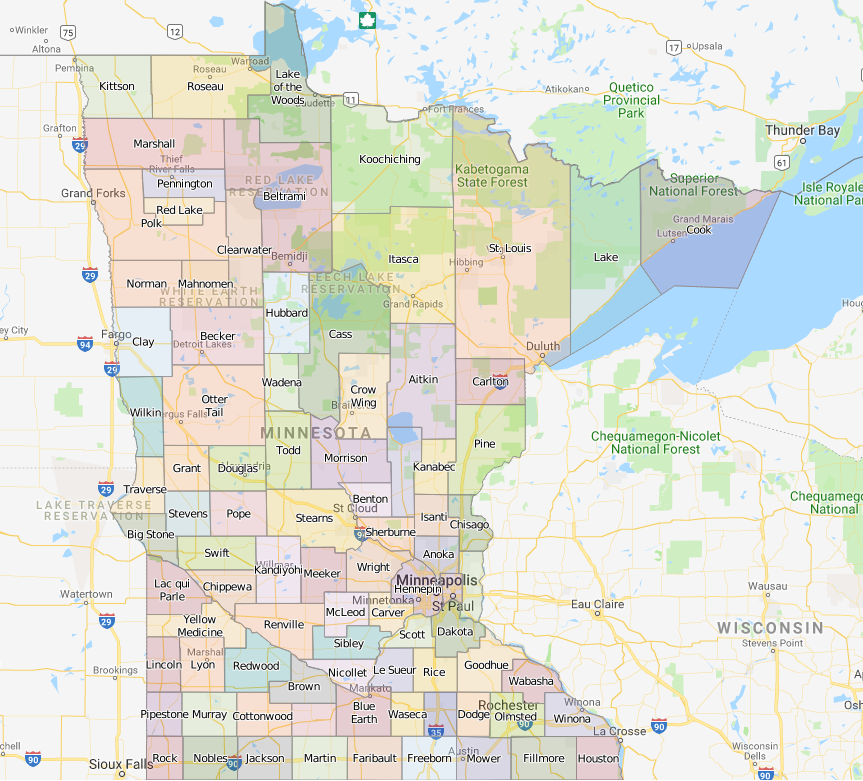 Winkler
75
12
Altona
17
Upsala
Pembina
Roseau
Warroad
Lake
of the
Woods
Kittson
Roseau
Baudette
11
Atikokan
Quetico
Provincial
Park
Fort Frances
Grafton
29
Marshall
Thief
River Falls
Koochiching
Kabetogama
State Forest
Thunder Bay
61
Superior
National Forest
Isle Royale
National Park
Grand Forks
Pennington
RED LAKE
RESERVATION
Beltrami
Red Lake
Polk
Grand Marais
Lutsen
Cook
Clearwater
Bemidji
Itasca
St. Louis
Hibbing
Lake
29
Norman
Mahnomen
WHITE EARTH
RESERVATION
LEECH LAKE
RESERVATION
Grand Rapids
Hubbard
Fargo
94
Clay
Becker
Detroit Lakes
Cass
Duluth
29
Wadena
Crow
Wing
Brainerd
Aitkin
Carlton
Wilkin
Fergus Falls
Otter
Tail
MINNESOTA
Todd
Morrison
Pine
Kanabec
Chequamegon-Nicolet
National Forest
Grant
Douglas
Traverse
29
LAKE TRAVERSE
RESERVATION
Stevens
Pope
Stearns
Benton
St Cloud
94
Sherburne
Isanti
Chisago
Big Stone
Swift
Anoka
Willmar
Kandiyohi
Meeker
Wright
Lac qui
Parle
Chippewa
Minneapolis
Hennepin
Minnetonka
St Paul
Watertown
29
McLeod
Carver
Eau Claire
Wausau
Yellow
Medicine
Renville
Scott
Dakota
WISCONSIN
Stevens Point
Marshall
Sibley
Brookings
Lincoln
Lyon
Redwood
Nicollet
Le Sueur
Rice
Goodhue
Wabasha
Brown
Mankato
Pipestone
Murray
Cottonwood
Blue
Earth
Waseca
Dodge
Rochester
Olmsted
90
Winona
Winona
35
La Crosse
90
90
Sioux Falls
Rock
Nobles
90
Jackson
Martin
Faribault
Freeborn
Austin
Mower
Fillmore
Houston
Wisconsin
Dells
90